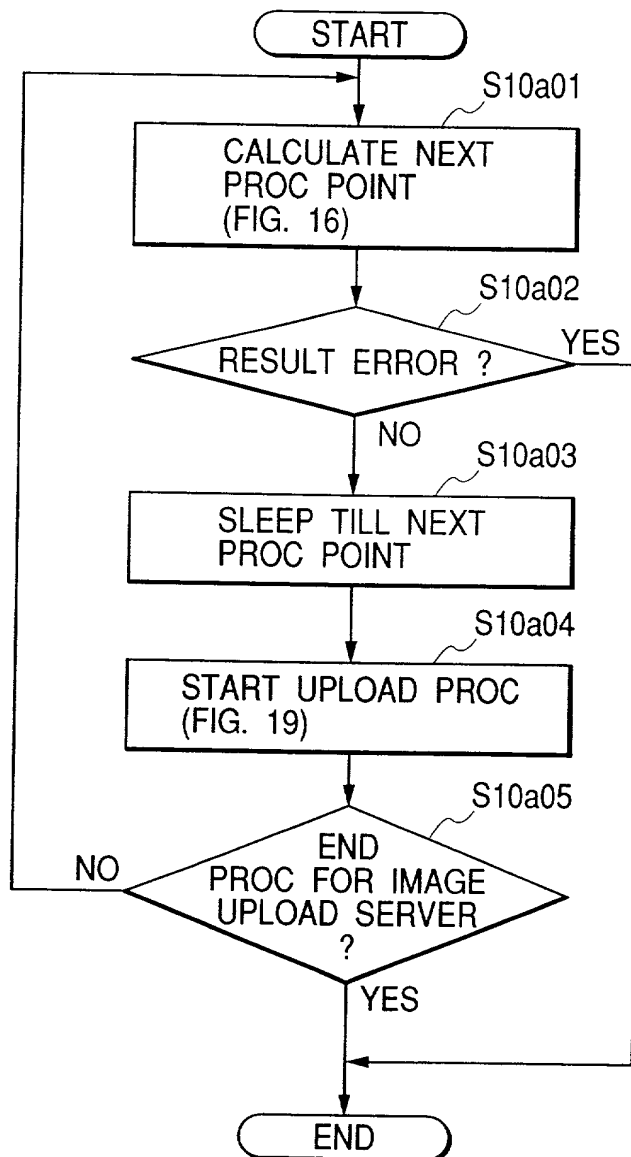 START
S10a01
CALCULATE NEXT
PROC POINT
(FIG. 16)
S10a02
RESULT ERROR ?
YES
NO
S10a03
SLEEP TILL NEXT
PROC POINT
S10a04
START UPLOAD PROC
(FIG. 19)
S10a05
END
PROC FOR IMAGE
UPLOAD SERVER
?
NO
YES
END